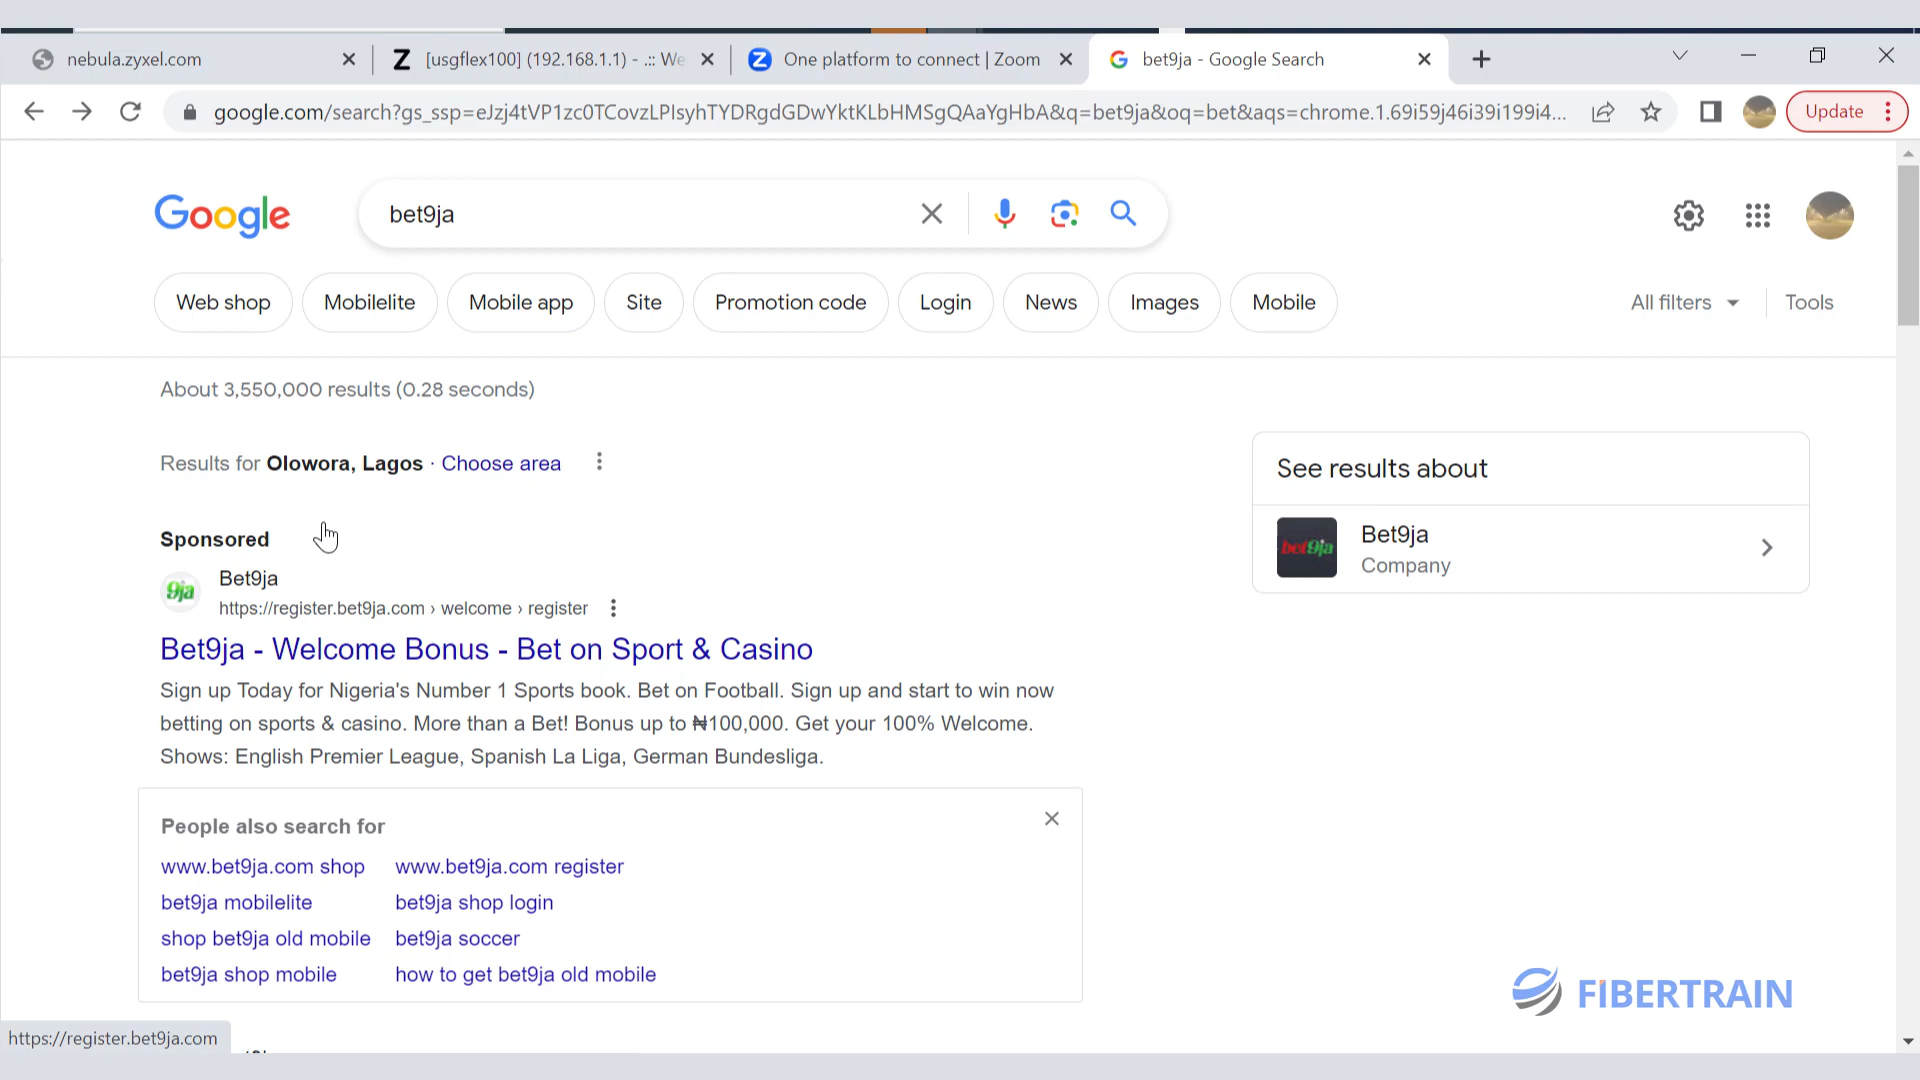 nebula.zyxel.com
[usgflex100] (192.168.1.1) - .:: We
One platform to connect | Zoom
bet9ja - Google Search
google.com/search?gs_ssp=eJzj4tVP1zc0TCovzLPIsyhTYDRgdGDwYktKLbHMSgQAaYgHbA&q=bet9ja&oq=bet&aqs=chrome.1.69i59j46i39i199i4...
Update
Google
bet9ja
Web shop
Mobilelite
Mobile app
Site
Promotion code
Login
News
Images
Mobile
All filters
Tools
About 3,550,000 results (0.28 seconds)
Results for Olowora, Lagos · Choose area
See results about
Bet9ja
Company
bet9ja
Sponsored
9ja
Bet9ja
https://register.bet9ja.com › welcome › register
Bet9ja - Welcome Bonus - Bet on Sport & Casino
Sign up Today for Nigeria's Number 1 Sports book. Bet on Football. Sign up and start to win now
betting on sports & casino. More than a Bet! Bonus up to ₦100,000. Get your 100% Welcome.
Shows: English Premier League, Spanish La Liga, German Bundesliga.
People also search for
www.bet9ja.com shop
www.bet9ja.com register
bet9ja mobilelite
bet9ja shop login
shop bet9ja old mobile
bet9ja soccer
bet9ja shop mobile
how to get bet9ja old mobile
FIBERTRAIN
https://register.bet9ja.com